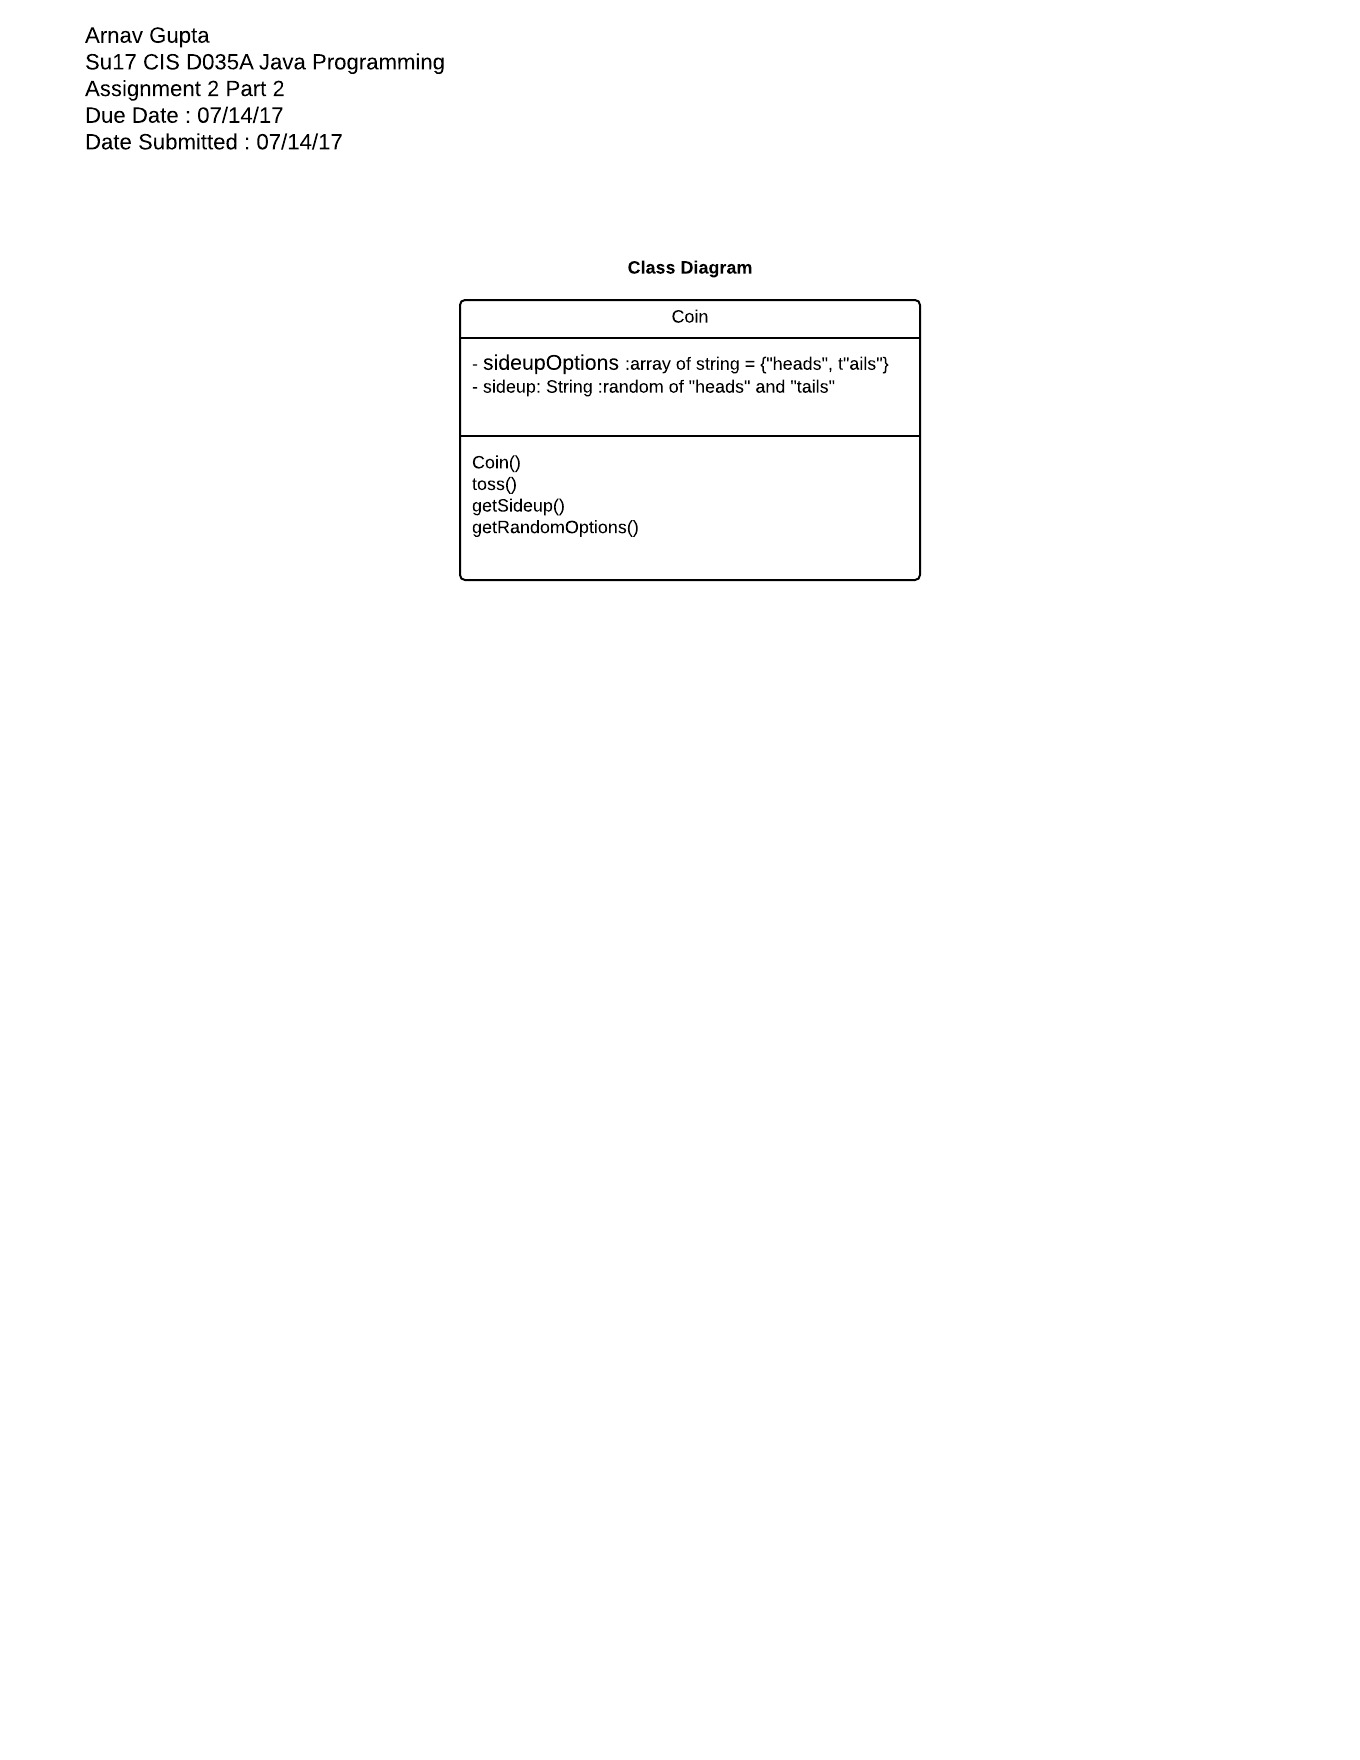 Arnav Gupta
Su17 CIS D035A Java Programming
Assignment 2 Part 2
Due Date : 07/14/17
Date Submitted : 07/14/17
Class Diagram
Coin
- sideupOptions :array of string = {"heads", t"ails"}
- sideup: String :random of "heads" and "tails"
Coin()
toss()
getSideup()
getRandomOptions()